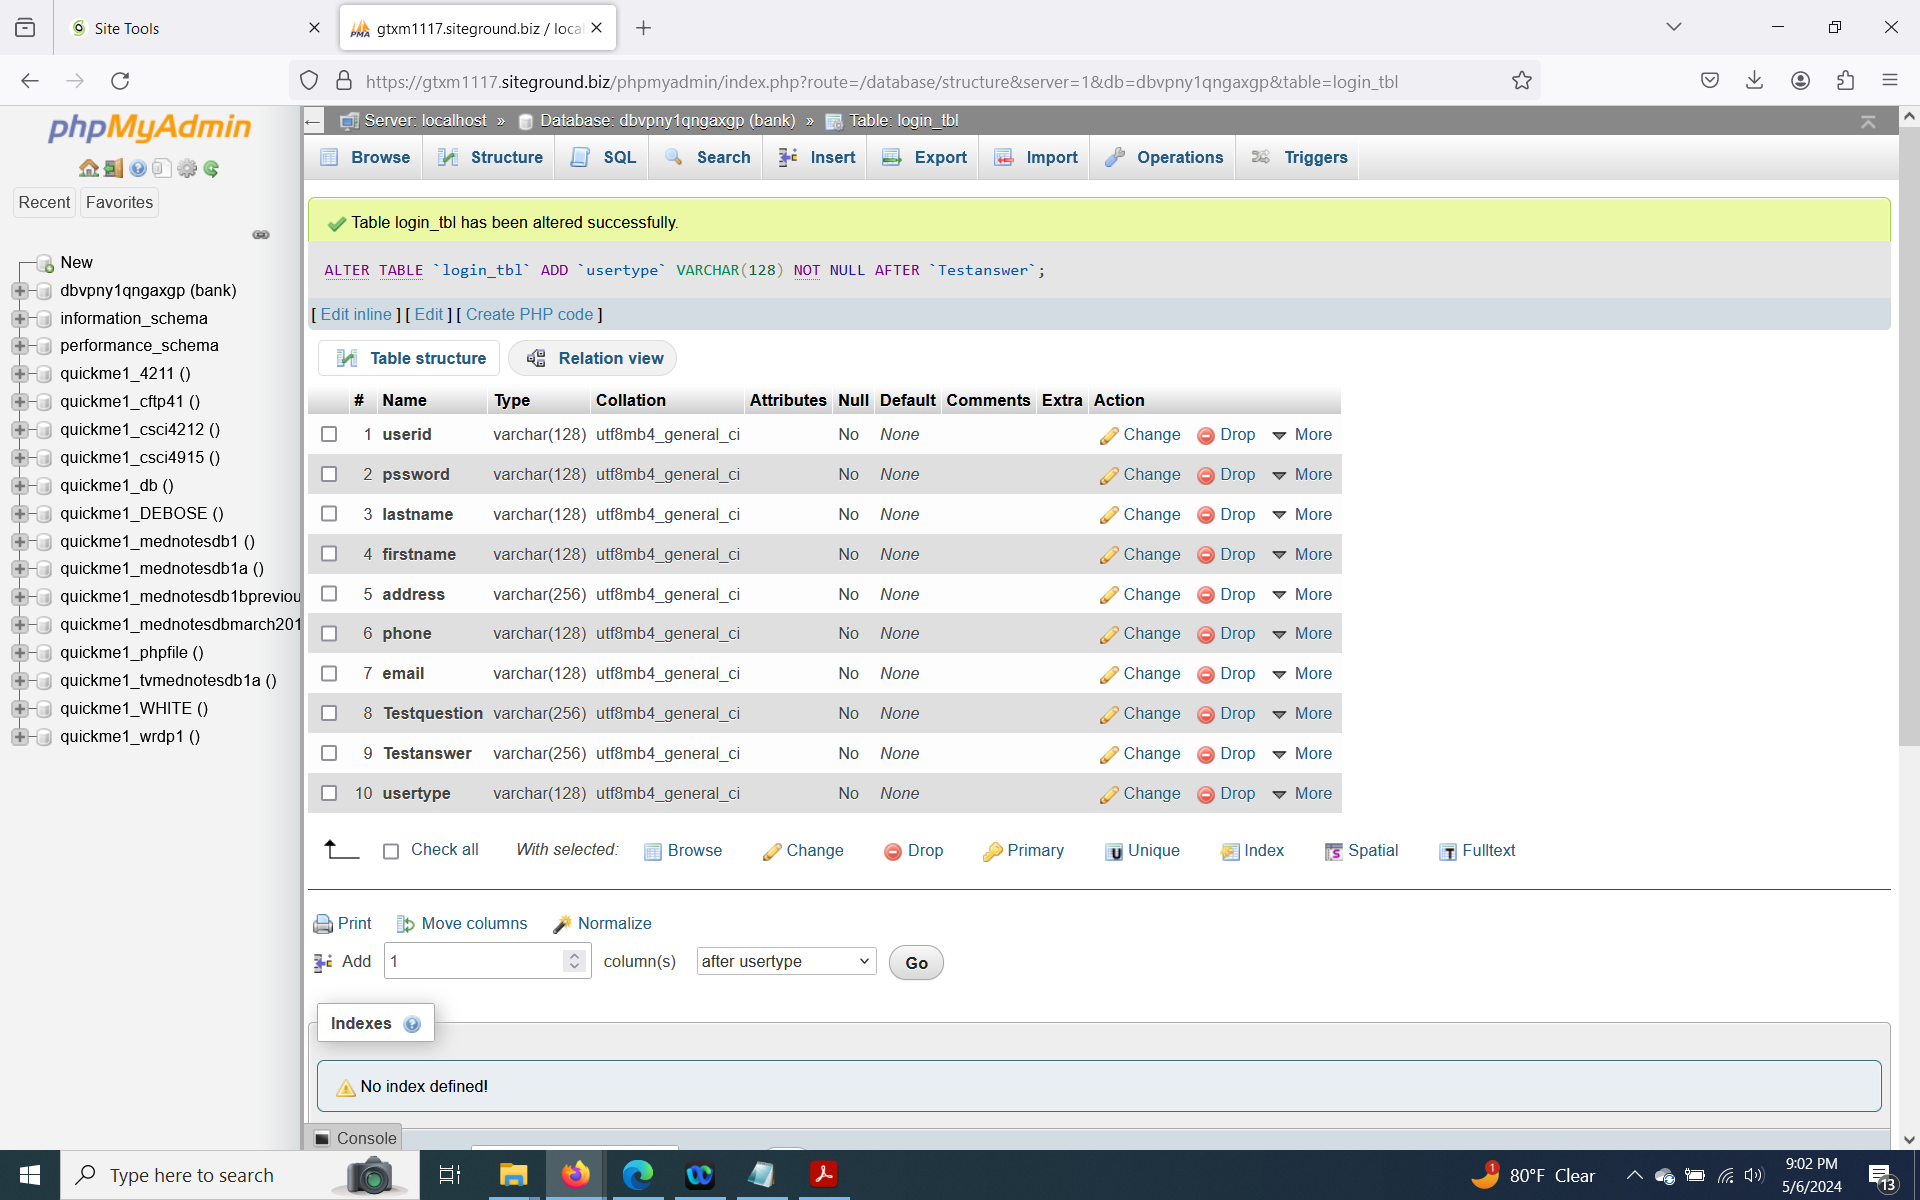 Site Tools
gtxm1117.siteground.biz / loca
https://gtxm1117.siteground.biz/phpmyadmin/index.php?route=/database/structure&server=1&db=dbvpny1qngaxgp&table=login_tbl
phpMyAdmin
Recent Favorites
New
dbvpny1qngaxgp (bank)
information_schema
performance_schema
quickme1_4211 ()
quickme1_cftp41 ()
quickme1_csci4212 ()
quickme1_csci4915 ()
quickme1_db ()
quickme1_DEBOSE ()
quickme1_mednotesdb1 ()
quickme1_mednotesdb1a ()
quickme1_mednotesdb1bpreviou
quickme1_mednotesdbmarch201
quickme1_phpfile ()
quickme1_tvmednotesdb1a ()
quickme1_WHITE ()
quickme1_wrdp1 ()
Server: localhost » Database: dbvpny1qngaxgp (bank) » Table: login_tbl
Browse Structure SQL Search Insert Export Import Operations Triggers
Table login_tbl has been altered successfully.
ALTER TABLE `login_tbl` ADD `usertype` VARCHAR(128) NOT NULL AFTER `Testanswer`;
[ Edit inline ] [ Edit ] [ Create PHP code ]
Table structure Relation view
# Name Type Collation Attributes Null Default Comments Extra Action
1 userid varchar(128) utf8mb4_general_ci No None Change Drop More
2 pssword varchar(128) utf8mb4_general_ci No None Change Drop More
3 lastname varchar(128) utf8mb4_general_ci No None Change Drop More
4 firstname varchar(128) utf8mb4_general_ci No None Change Drop More
5 address varchar(256) utf8mb4_general_ci No None Change Drop More
6 phone varchar(128) utf8mb4_general_ci No None Change Drop More
7 email varchar(128) utf8mb4_general_ci No None Change Drop More
8 Testquestion varchar(256) utf8mb4_general_ci No None Change Drop More
9 Testanswer varchar(256) utf8mb4_general_ci No None Change Drop More
10 usertype varchar(128) utf8mb4_general_ci No None Change Drop More
Check all With selected: Browse Change Drop Primary Unique Index Spatial Fulltext
Print Move columns Normalize
Add 1 column(s) after usertype Go
Indexes
No index defined!
Console
Type here to search
1 80°F Clear
9:02 PM
5/6/2024
13